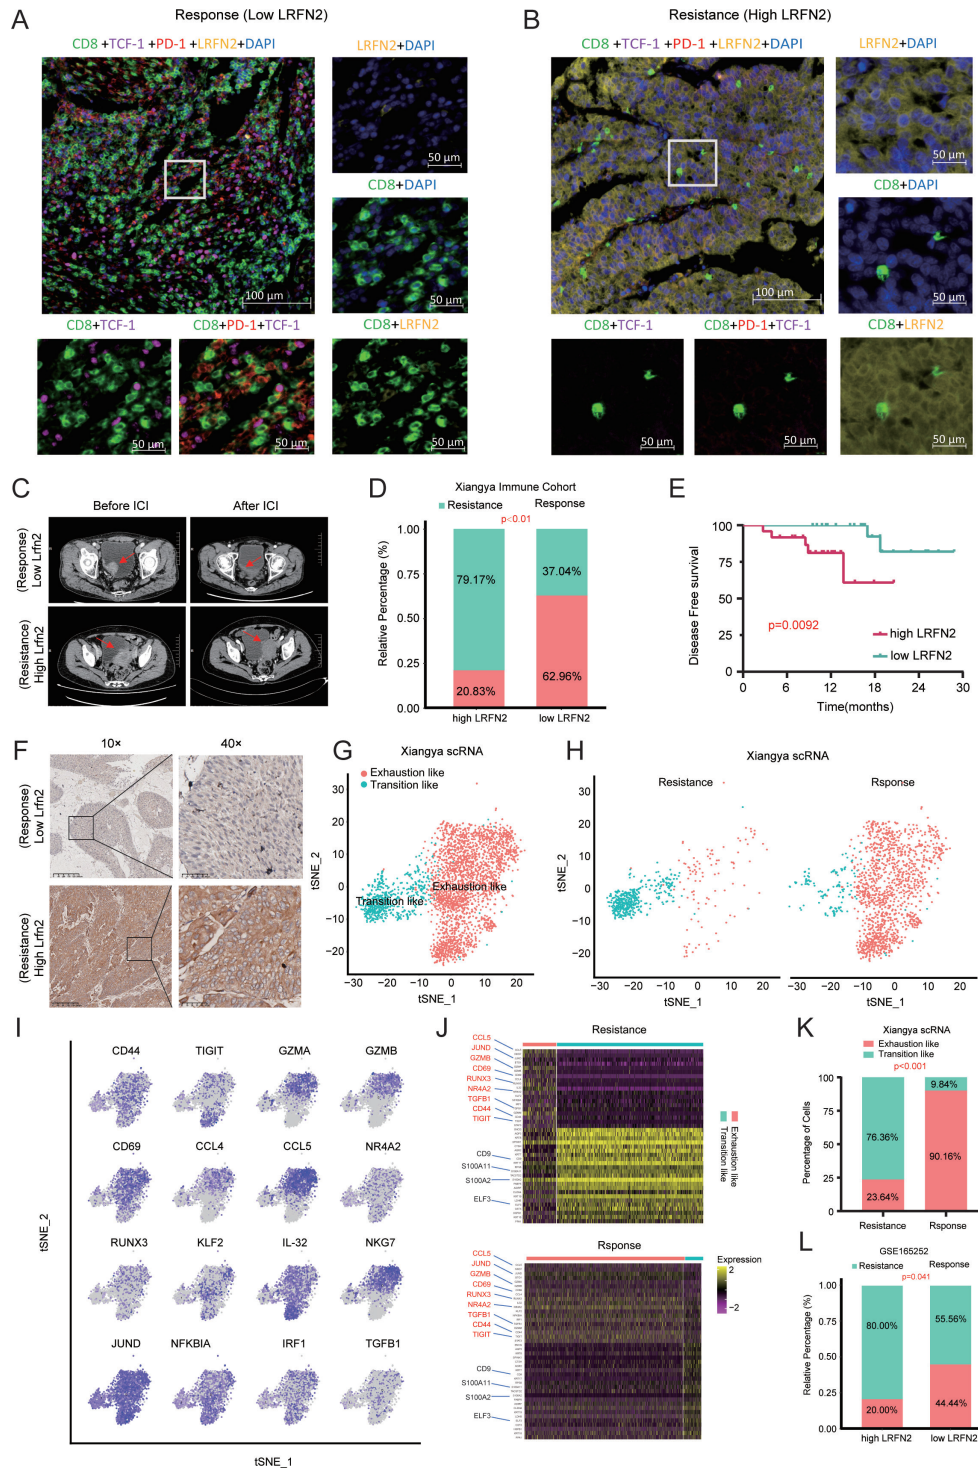 A
Response (Low LRFN2)
CD8 +TCF-1 +PD-1 +LRFN2+DAPI
LRFN2+DAPI
50 μm
CD8+DAPI
50 μm
100 μm
CD8+TCF-1
CD8+PD-1+TCF-1
CD8+LRFN2
50 μm
50 μm
50 μm
B
Resistance (High LRFN2)
CD8 +TCF-1 +PD-1 +LRFN2+DAPI
LRFN2+DAPI
50 μm
CD8+DAPI
50 μm
100 μm
CD8+TCF-1
CD8+PD-1+TCF-1
CD8+LRFN2
50 μm
50 μm
50 μm
C
Before ICI
After ICI
(Response)
Low Lrfn2
(Resistance)
High Lrfn2
D
Xiangya Immune Cohort
Resistance
Response
p<0.01
Relative Percentage (%)
1.00
0.75
0.50
0.25
0.00
79.17%
20.83%
37.04%
62.96%
high LRFN2
low LRFN2
E
Disease Free survival
100
75
50
25
0
p=0.0092
high LRFN2
low LRFN2
0
6
12
18
24
30
Time(months)
F
10×
40×
(Response)
Low Lrfn2
(Resistance)
High Lrfn2
G
Xiangya scRNA
Exhaustion like
Transition like
tSNE_2
30
20
10
0
−10
−20
Exhaustion like
Transition like
−30
−20
−10
0
10
20
tSNE_1
H
Xiangya scRNA
Resistance
Rsponse
tSNE_2
30
20
10
0
−10
−20
−30
−20
−10
0
10
20
−30
−20
−10
0
10
20
tSNE_1
tSNE_1
I
CD44
TIGIT
GZMA
GZMB
CD69
CCL4
CCL5
NR4A2
RUNX3
KLF2
IL-32
NKG7
JUND
NFKBIA
IRF1
TGFB1
tSNE_2
tSNE_1
J
Resistance
CCL5
JUND
GZMB
CD69
RUNX3
NR4A2
TGFB1
CD44
TIGIT
CD9
S100A11
S100A2
ELF3
Exhaustion like
Transition like
Rsponse
CCL5
JUND
GZMB
CD69
RUNX3
NR4A2
TGFB1
CD44
TIGIT
CD9
S100A11
S100A2
ELF3
Expression
2
0
−2
K
Xiangya scRNA
Exhaustion like
Transition like
p<0.001
Percentage of Cells
100
75
50
25
0
76.36%
23.64%
9.84%
90.16%
Resistance
Rsponse
L
GSE165252
Resistance
Response
p=0.041
Relative Percentage (%)
1.00
0.75
0.50
0.25
0.00
80.00%
20.00%
55.56%
44.44%
high LRFN2
low LRFN2